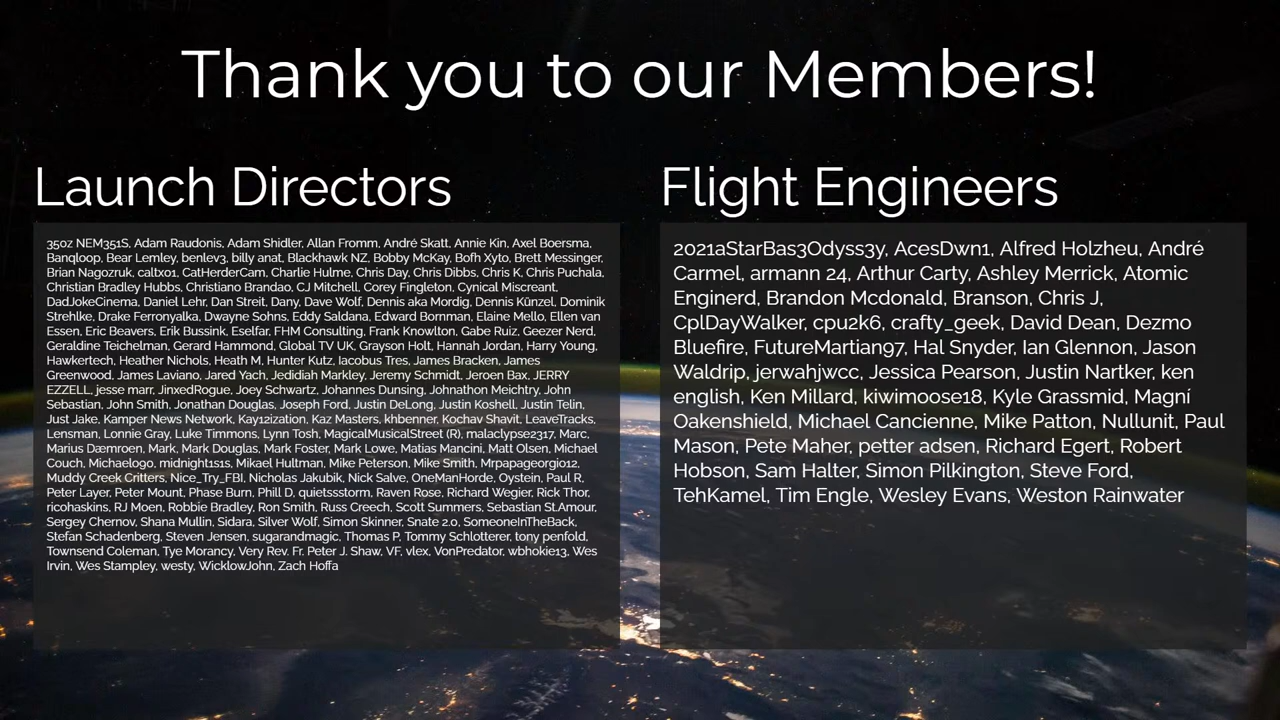 Thank you to our Members!
Launch Directors
350z NEM351S, Adam Raudonis, Adam Shidler, Allan Fromm, André Skatt, Annie Kin, Axel Boersma,
Banqloop, Bear Lemley, benlev3, billy anat, Blackhawk NZ, Bobby McKay, Bofh Xyto, Brett Messinger,
Brian Nagozruk, caltx01, CatHerderCam, Charlie Hulme, Chris Day, Chris Dibbs, Chris K, Chris Puchala,
Christian Bradley Hubbs, Christiano Brandao, CJ Mitchell, Corey Fingleton, Cynical Miscreant,
DadJokeCinema, Daniel Lehr, Dan Streit, Dany, Dave Wolf, Dennis aka Mordig, Dennis Künzel, Dominik
Strehlke, Drake Ferronyalka, Dwayne Sohns, Eddy Saldana, Edward Bornman, Elaine Mello, Ellen van
Essen, Eric Beavers, Erik Bussink, Eselfar, FHM Consulting, Frank Knowlton, Gabe Ruiz, Geezer Nerd,
Geraldine Teichelman, Gerard Hammond, Global TV UK, Grayson Holt, Hannah Jordan, Harry Young,
Hawkertech, Heather Nichols, Heath M, Hunter Kutz, Iacobus Tres, James Bracken, James
Greenwood, James Laviano, Jared Yach, Jedidiah Markley, Jeremy Schmidt, Jeroen Bax, JERRY
EZZELL, jesse marr, JinxedRogue, Joey Schwartz, Johannes Dunsing, Johnathon Meichtry, John
Sebastian, John Smith, Jonathan Douglas, Joseph Ford, Justin DeLong, Justin Koshell, Justin Telin,
Just Jake, Kamper News Network, Kay1zization, Kaz Masters, khbenner, Kochav Shavit, LeaveTracks,
Lensman, Lonnie Gray, Luke Timmons, Lynn Tosh, MagicalMusicalStreet (R), malaclypse2317, Marc,
Marius Dæmroen, Mark, Mark Douglas, Mark Foster, Mark Lowe, Matias Mancini, Matt Olsen, Michael
Couch, Michaelogo, midnight1s1s, Mikael Hultman, Mike Peterson, Mike Smith, Mrpapageorgio12,
Muddy Creek Critters, Nice_Try_FBI, Nicholas Jakubik, Nick Salve, OneManHorde, Oystein, Paul R,
Peter Layer, Peter Mount, Phase Burn, Phill D, quietssstorm, Raven Rose, Richard Wegier, Rick Thor,
ricohaskins, RJ Moen, Robbie Bradley, Ron Smith, Russ Creech, Scott Summers, Sebastian St.Amour,
Sergey Chernov, Shana Mullin, Sidara, Silver Wolf, Simon Skinner, Snate 2.0, SomeoneInTheBack,
Stefan Schadenberg, Steven Jensen, sugarandmagic, Thomas P, Tommy Schlotterer, tony penfold,
Townsend Coleman, Tye Morancy, Very Rev. Fr. Peter J. Shaw, VF, vlex, VonPredator, wbhokie13, Wes
Irvin, Wes Stampley, westy, WicklowJohn, Zach Hoffa
Flight Engineers
2021aStarBas3Odyss3y, AcesDwn1, Alfred Holzheu, André
Carmel, armann 24, Arthur Carty, Ashley Merrick, Atomic
Enginerd, Brandon Mcdonald, Branson, Chris J,
CplDayWalker, cpu2k6, crafty_geek, David Dean, Dezmo
Bluefire, FutureMartian97, Hal Snyder, Ian Glennon, Jason
Waldrip, jerwahjwcc, Jessica Pearson, Justin Nartker, ken
english, Ken Millard, kiwimoose18, Kyle Grassmid, Magní
Oakenshield, Michael Cancienne, Mike Patton, Nullunit, Paul
Mason, Pete Maher, petter adsen, Richard Egert, Robert
Hobson, Sam Halter, Simon Pilkington, Steve Ford,
TehKamel, Tim Engle, Wesley Evans, Weston Rainwater